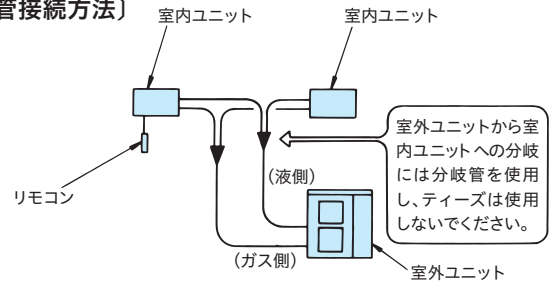 管接続方法〕
室内ユニット
室内ユニット
リモコン
室外ユニットから室
内ユニットへの分岐
には分岐管を使用
し、ティーズは使用
しないでください。
(液側)
(ガス側)
室外ユニット